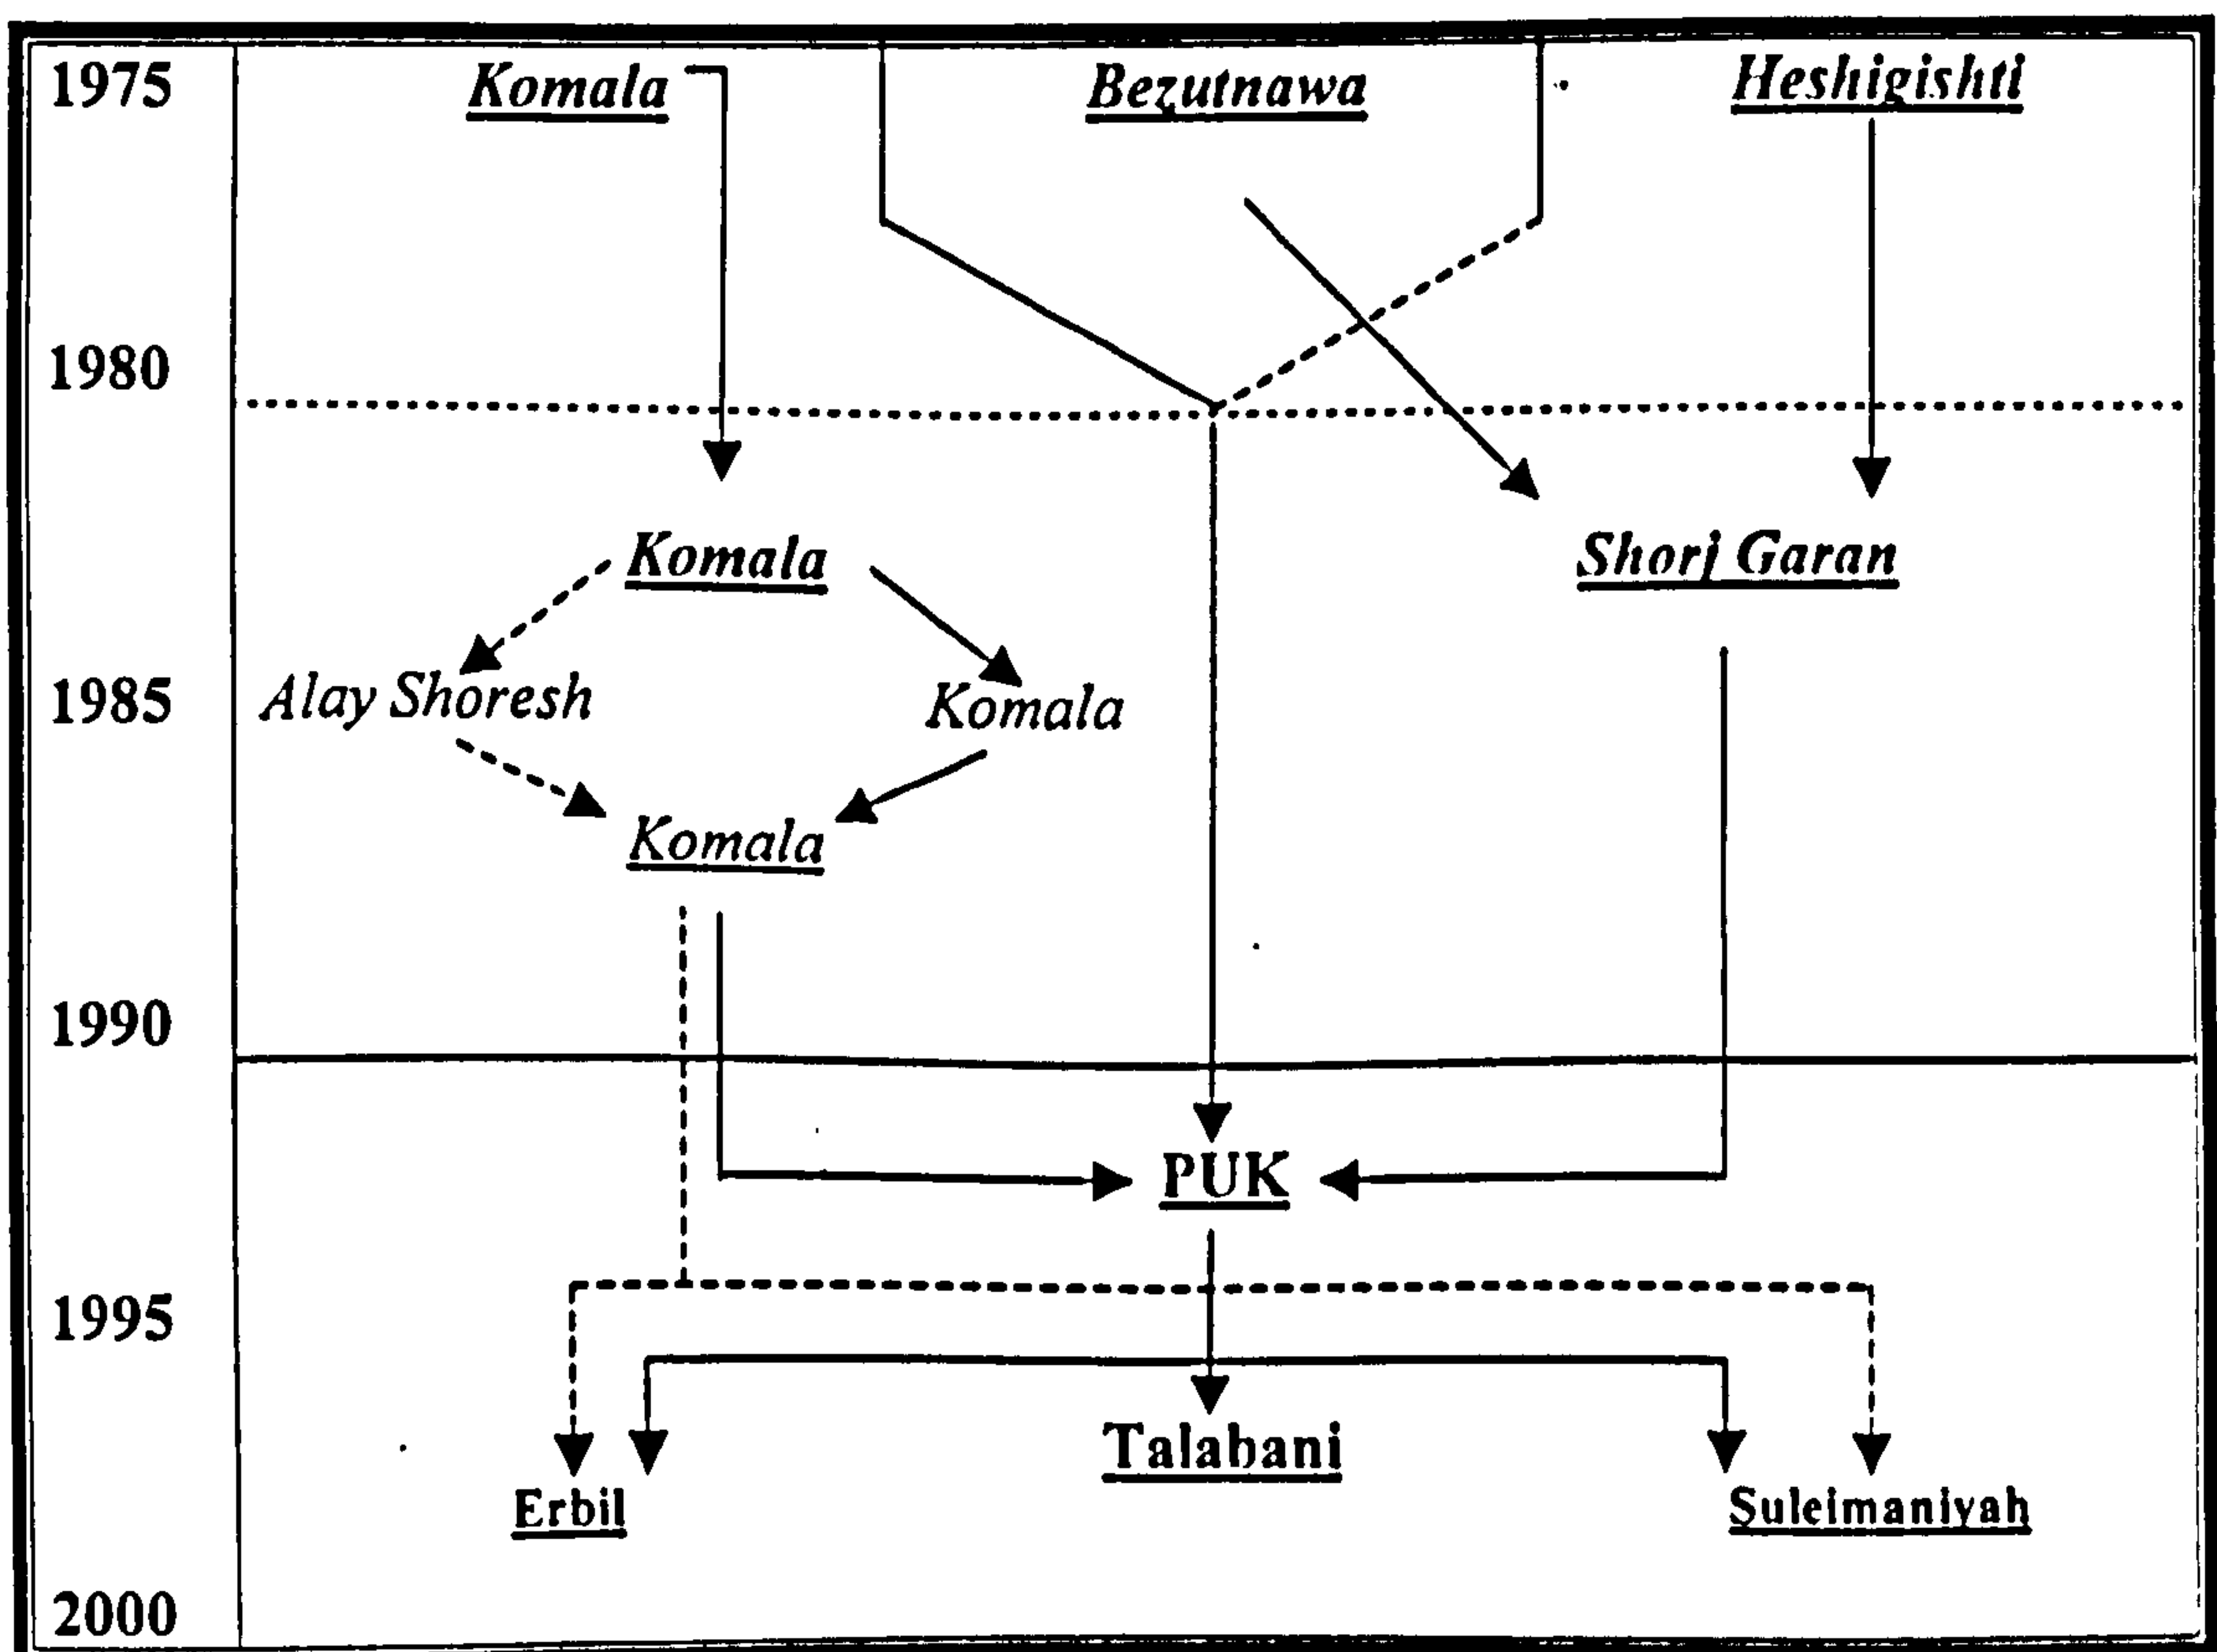 1975 Komala Bezutnawa Heshigishti
1980
Komala Shorj Garan
1985 Alay Shoresh Komala
Komala
1990
PUK
1995
Talabani
Erbil Suleimaniyah
2000